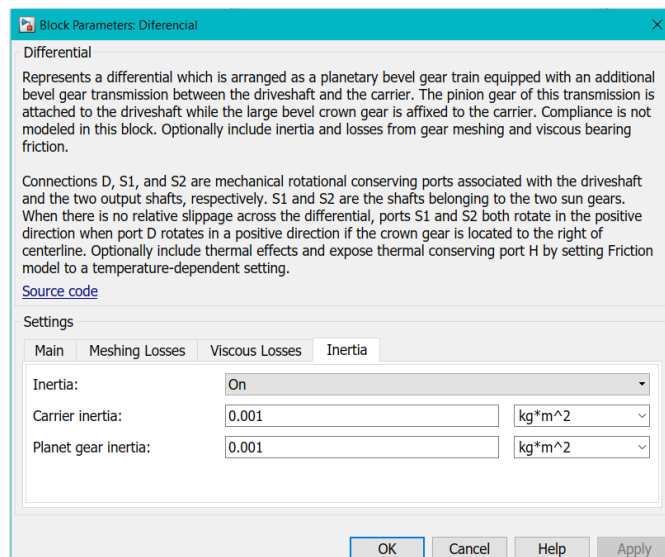 Block Parameters: Diferencial
Differential
Represents a differential which is arranged as a planetary bevel gear train equipped with an additional
bevel gear transmission between the driveshaft and the carrier. The pinion gear of this transmission is
attached to the driveshaft while the large bevel crown gear is affixed to the carrier. Compliance is not
modeled in this block. Optionally include inertia and losses from gear meshing and viscous bearing
friction.
Connections D, S1, and S2 are mechanical rotational conserving ports associated with the driveshaft
and the two output shafts, respectively. S1 and S2 are the shafts belonging to the two sun gears.
When there is no relative slippage across the differential, ports S1 and S2 both rotate in the positive
direction when port D rotates in a positive direction if the crown gear is located to the right of
centerline. Optionally include thermal effects and expose thermal conserving port H by setting Friction
model to a temperature-dependent setting.
Source code
Settings
Main Meshing Losses Viscous Losses Inertia
Inertia: On
Carrier inertia: 0.001 kg*m^2
Planet gear inertia: 0.001 kg*m^2
OK Cancel Help Apply